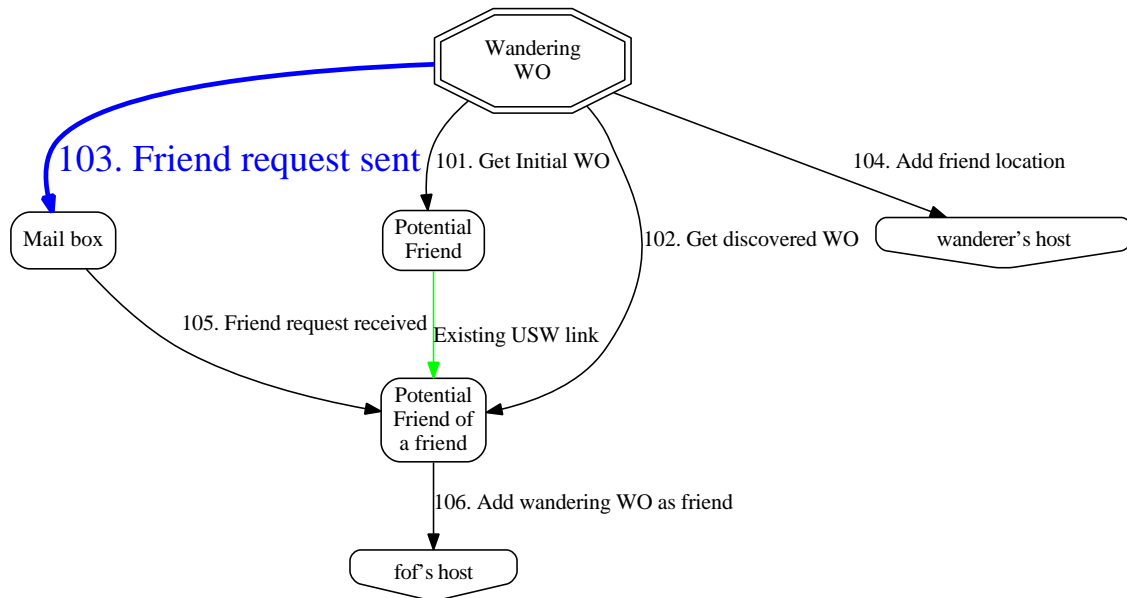 Wandering
WO
103. Friend request sent
101. Get Initial WO
104. Add friend location
Mail box
Potential
Friend
102. Get discovered WO
wanderer's host
105. Friend request received
Existing USW link
Potential
Friend of
a friend
106. Add wandering WO as friend
fof's host